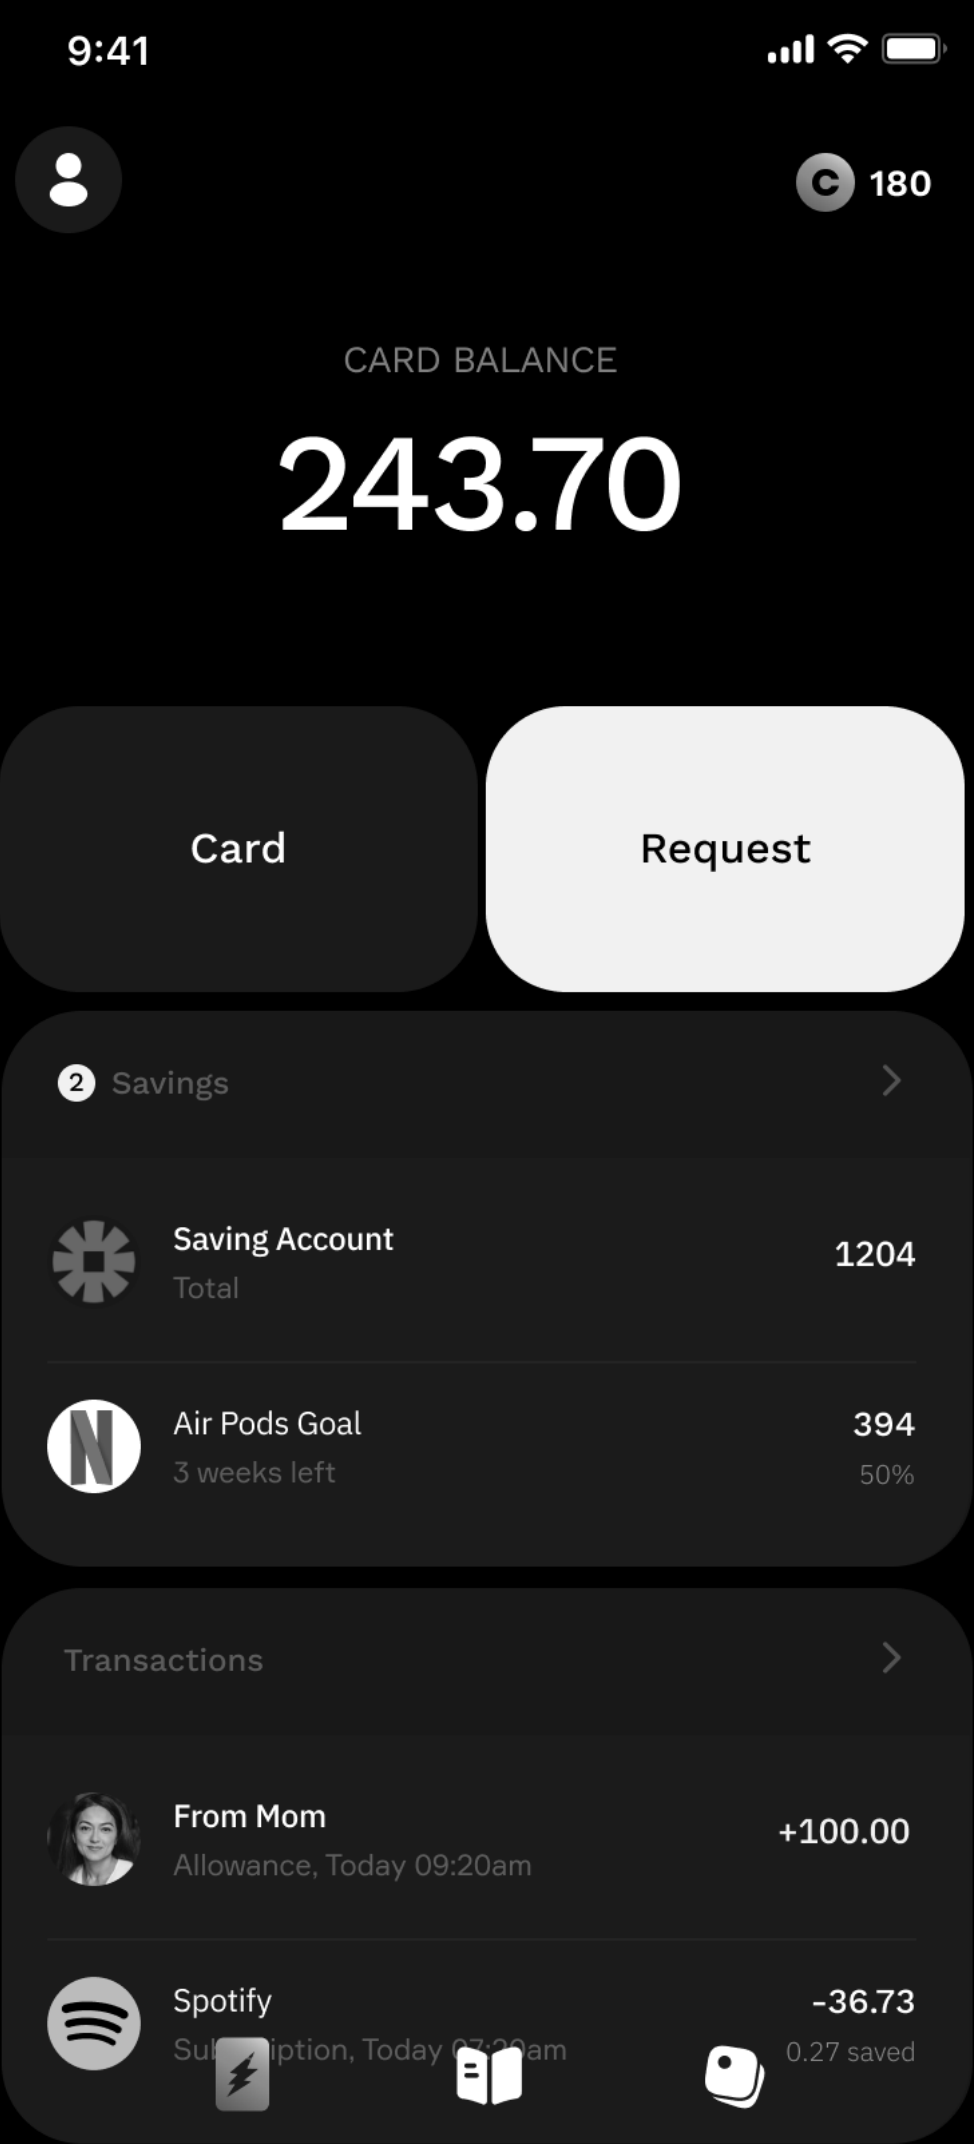 9:41
C 180
CARD BALANCE
243.70
Card
Request
2 Savings
Saving Account
1204
Total
Air Pods Goal
394
3 weeks left
50%
Transactions
From Mom
+100.00
Allowance, Today 09:20am
Spotify
-36.73
Today
0.27 saved